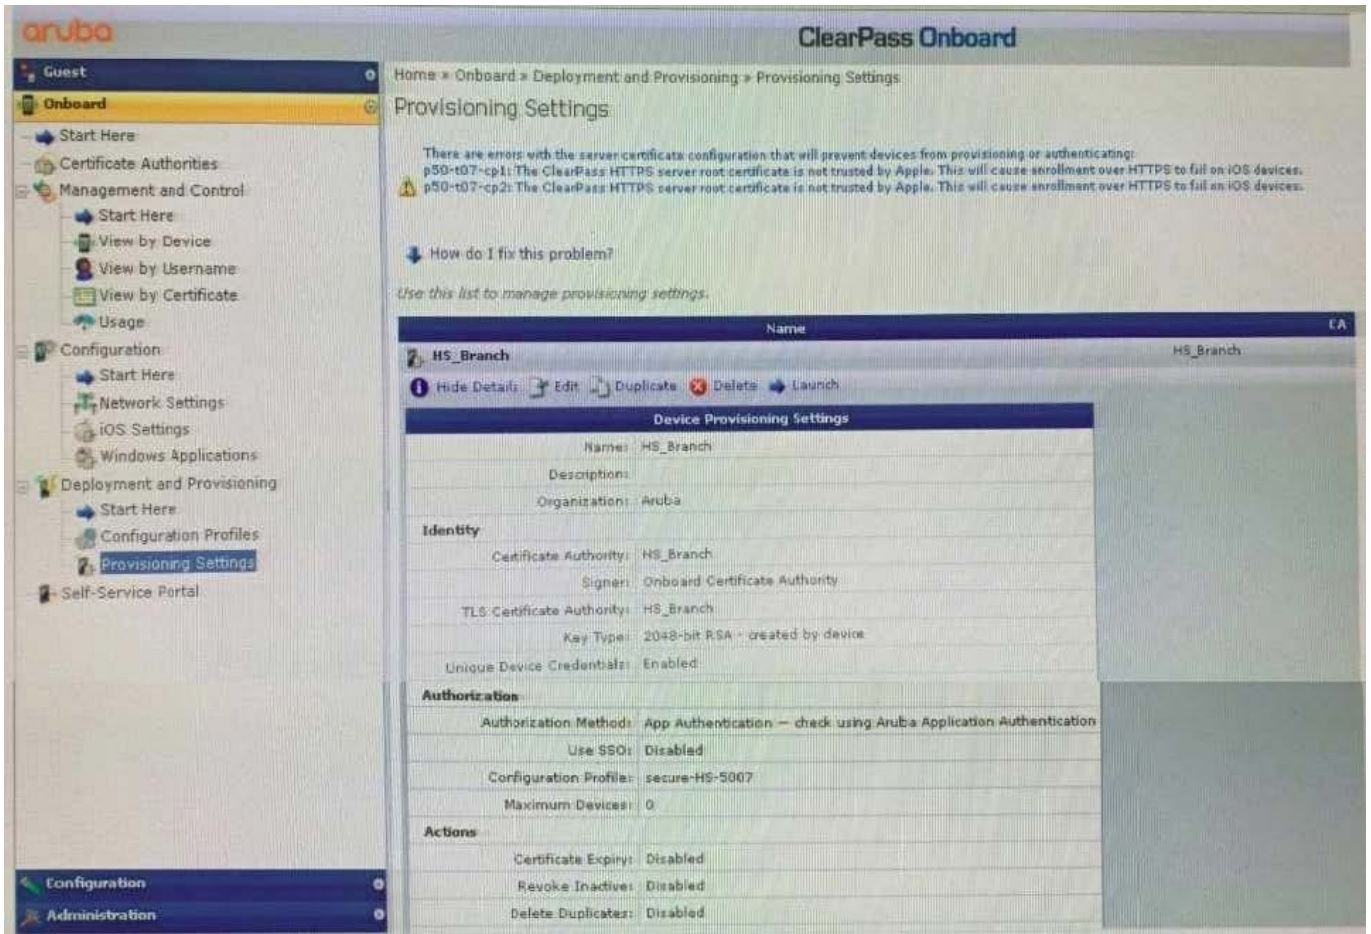 aruba
ClearPass Onboard
Guest
Onboard
Start Here
Certificate Authorities
Management and Control
Start Here
View by Device
View by Username
View by Certificate
Usage
Configuration
Start Here
Network Settings
iOS Settings
Windows Applications
Deployment and Provisioning
Start Here
Configuration Profiles
Provisioning Settings
Self-Service Portal
Configuration
Administration
Home » Onboard » Deployment and Provisioning » Provisioning Settings
Provisioning Settings
There are errors with the server certificate configuration that will prevent devices from provisioning or authenticating:
p50-t07-cp1: The ClearPass HTTPS server root certificate is not trusted by Apple. This will cause enrollment over HTTPS to fail on iOS devices.
p50-t07-cp2: The ClearPass HTTPS server root certificate is not trusted by Apple. This will cause enrollment over HTTPS to fail on iOS devices.
How do I fix this problem?
Use this list to manage provisioning settings.
Name CA
HS_Branch HS_Branch
Hide Details Edit Duplicate Delete Launch
Device Provisioning Settings
Name: HS_Branch
Description:
Organization: Aruba
Identity
Certificate Authority: HS_Branch
Signer: Onboard Certificate Authority
TLS Certificate Authority: HS_Branch
Key Type: 2048-bit RSA - created by device
Unique Device Credentials: Enabled
Authorization
Authorization Method: App Authentication — check using Aruba Application Authentication
Use SSO: Disabled
Configuration Profile: secure-HS-5007
Maximum Devices: 0
Actions
Certificate Expiry: Disabled
Revoke Inactive: Disabled
Delete Duplicates: Disabled